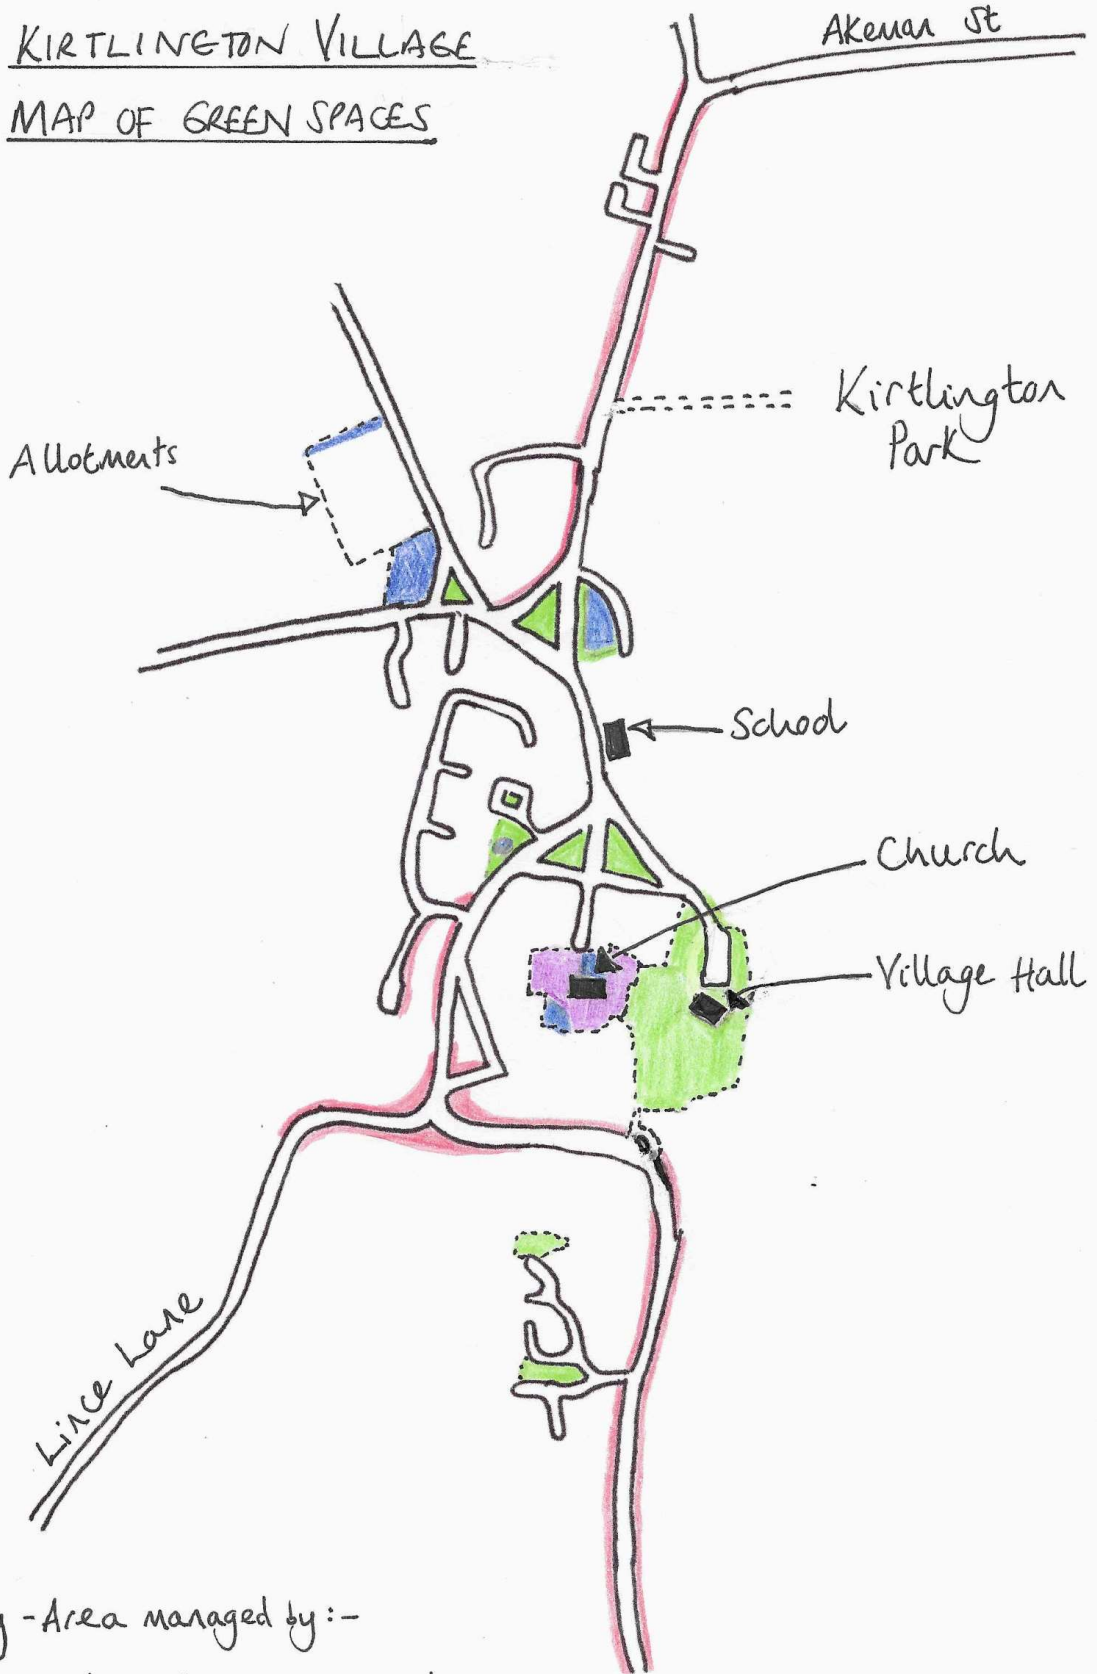 KIRTLINGTON VILLAGE
MAP OF GREEN SPACES
Akeman St
Kirtlington
Park
Allotments
School
Church
Village Hall
Lince Lane
- Area managed by :-